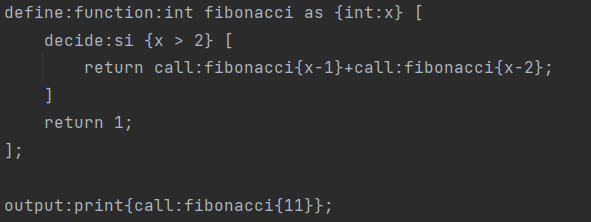 define:function:int fibonacci as {int:x} [
    decide:si {x > 2} [
        return call:fibonacci{x-1}+call:fibonacci{x-2};
    ]
    return 1;
];

output:print{call:fibonacci{11}};